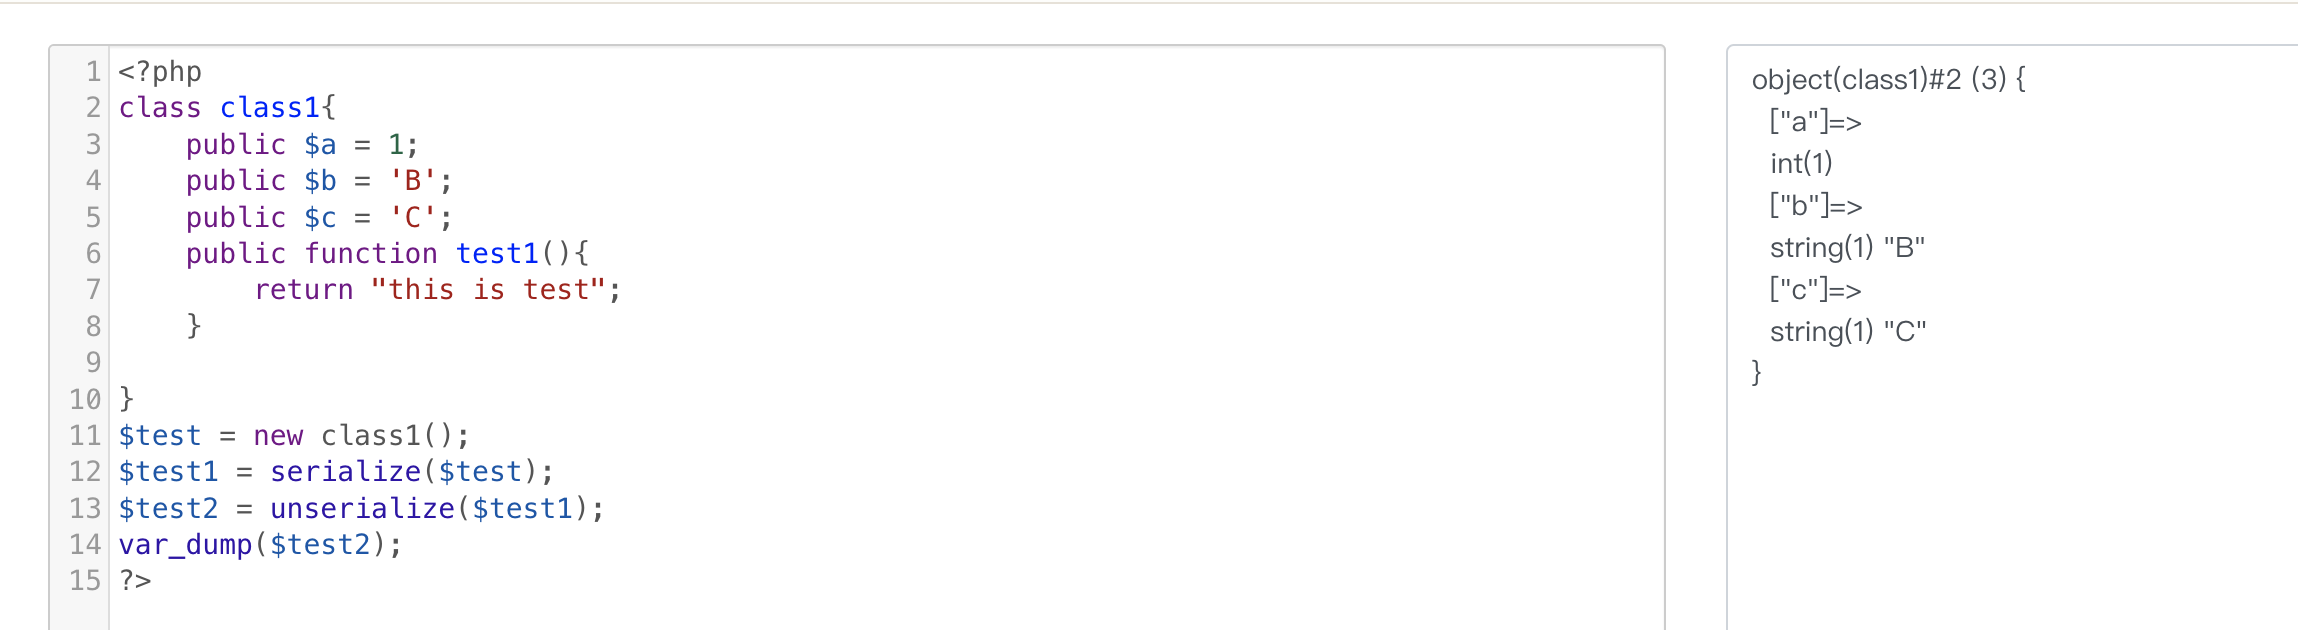 1 <?php
2 class class1{
3     public $a = 1;
4     public $b = 'B';
5     public $c = 'C';
6     public function test1(){
7         return "this is test";
8     }
9
10 }
11 $test = new class1();
12 $test1 = serialize($test);
13 $test2 = unserialize($test1);
14 var_dump($test2);
15 ?>
object(class1)#2 (3) {
  ["a"]=>
  int(1)
  ["b"]=>
  string(1) "B"
  ["c"]=>
  string(1) "C"
}